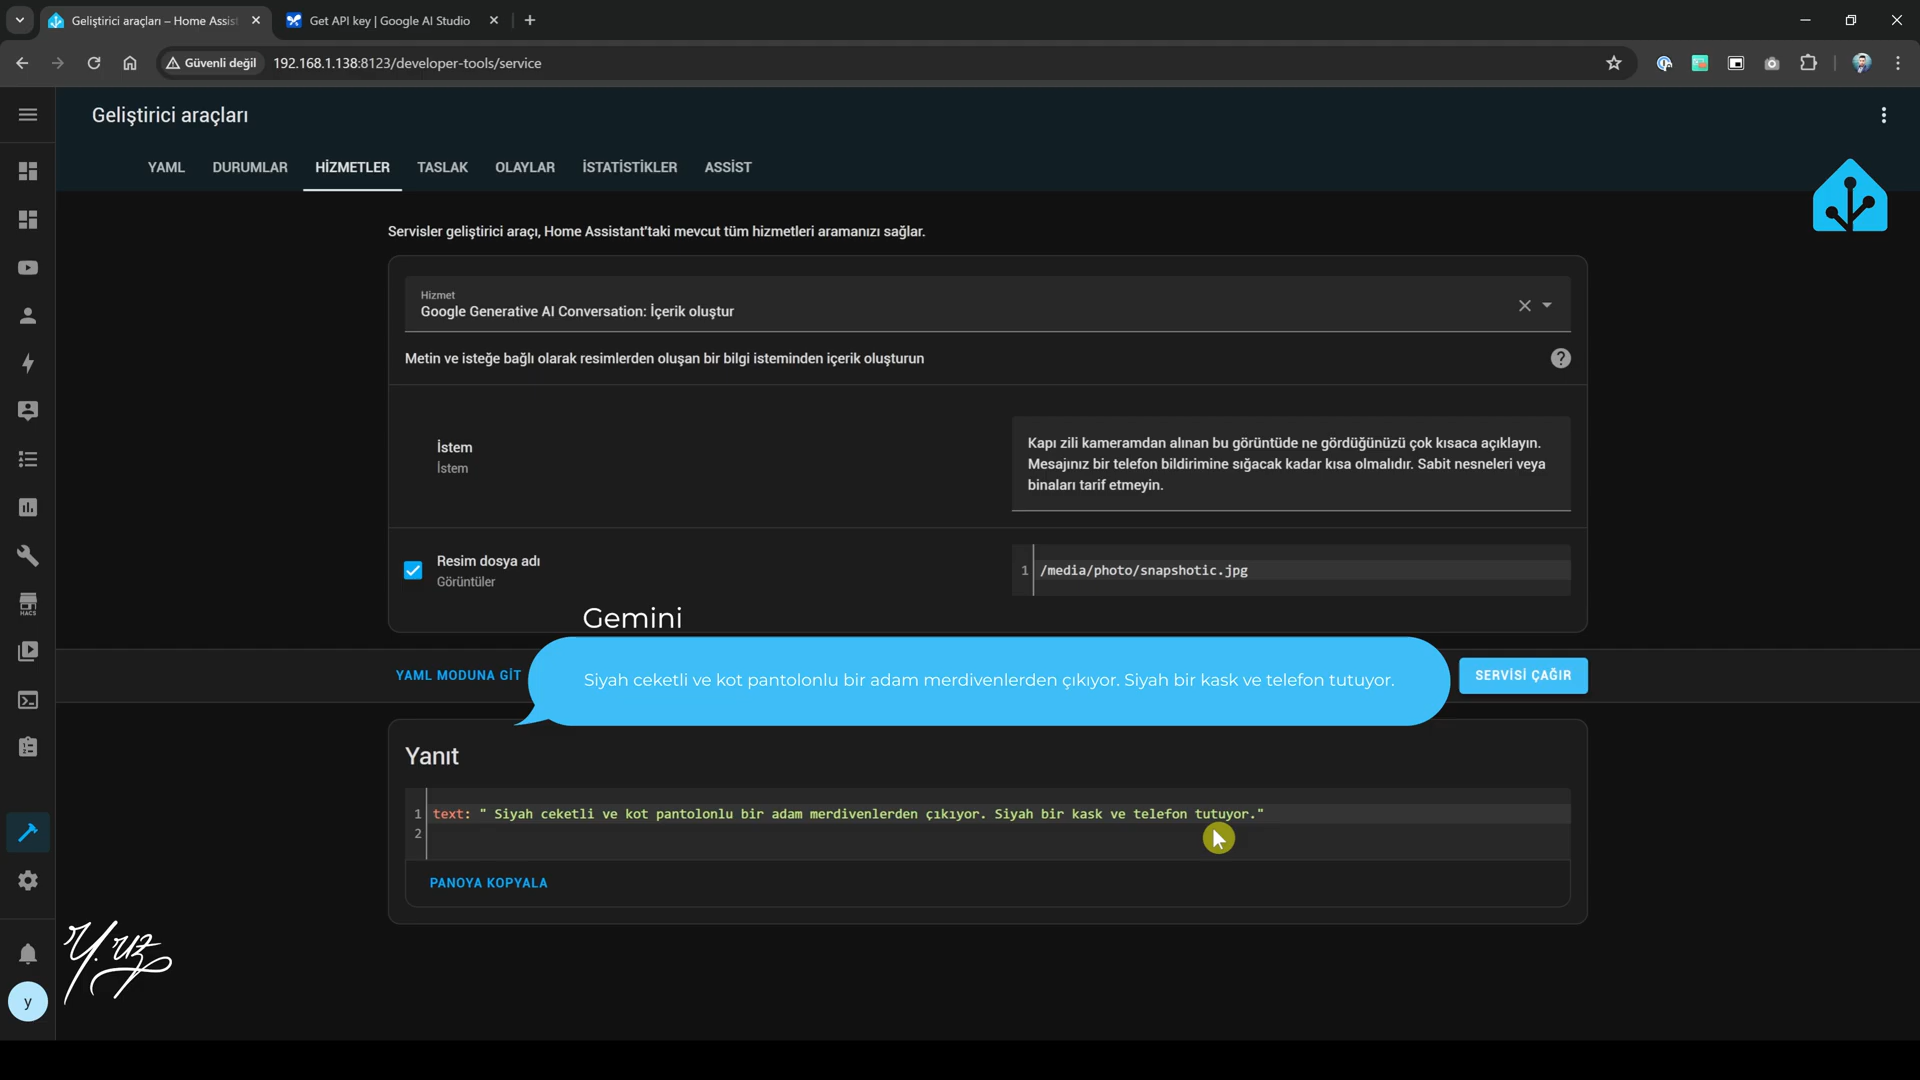 Geliştirici araçları – Home Assist
Get API key | Google AI Studio
Güvenli değil
192.168.1.138:8123/developer-tools/service
Geliştirici araçları
YAML
DURUMLAR
HİZMETLER
TASLAK
OLAYLAR
İSTATİSTİKLER
ASSİST
Servisler geliştirici aracı, Home Assistant'taki mevcut tüm hizmetleri aramanızı sağlar.
Hizmet
Google Generative AI Conversation: İçerik oluştur
Metin ve isteğe bağlı olarak resimlerden oluşan bir bilgi isteminden içerik oluşturun
İstem
İstem
Kapı zili kameramdan alınan bu görüntüde ne gördüğünüzü çok kısaca açıklayın.
Mesajınız bir telefon bildirimine sığacak kadar kısa olmalıdır. Sabit nesneleri veya
binaları tarif etmeyin.
Resim dosya adı
Görüntüler
1 /media/photo/snapshotic.jpg
HACS
Gemini
YAML MODUNA GİT
Siyah ceketli ve kot pantolonlu bir adam merdivenlerden çıkıyor. Siyah bir kask ve telefon tutuyor.
SERVİSİ ÇAĞIR
Yanıt
1 text: " Siyah ceketli ve kot pantolonlu bir adam merdivenlerden çıkıyor. Siyah bir kask ve telefon tutuyor."
2
PANOYA KOPYALA
Y.uz
y